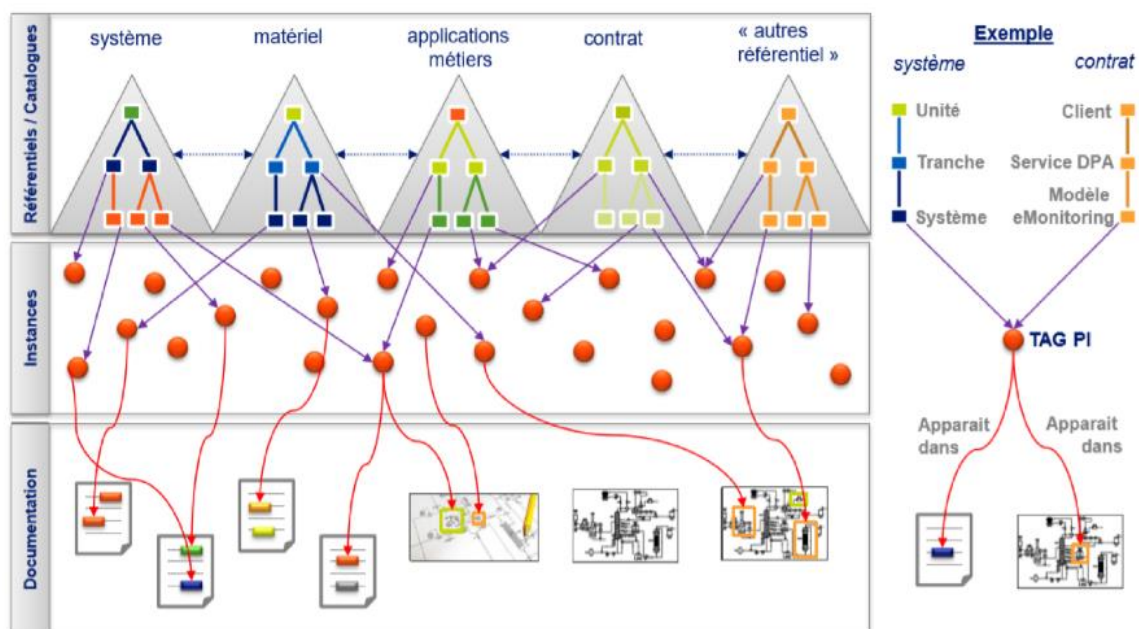 Référentiels / Catalogues
système
matériel
applications
métiers
contrat
« autres
référentiel »
Instances
Documentation
Exemple
système
contrat
Unité
Client
Tranche
Service DPA
Modèle
Système
eMonitoring
TAG PI
Apparait
dans
Apparait
dans